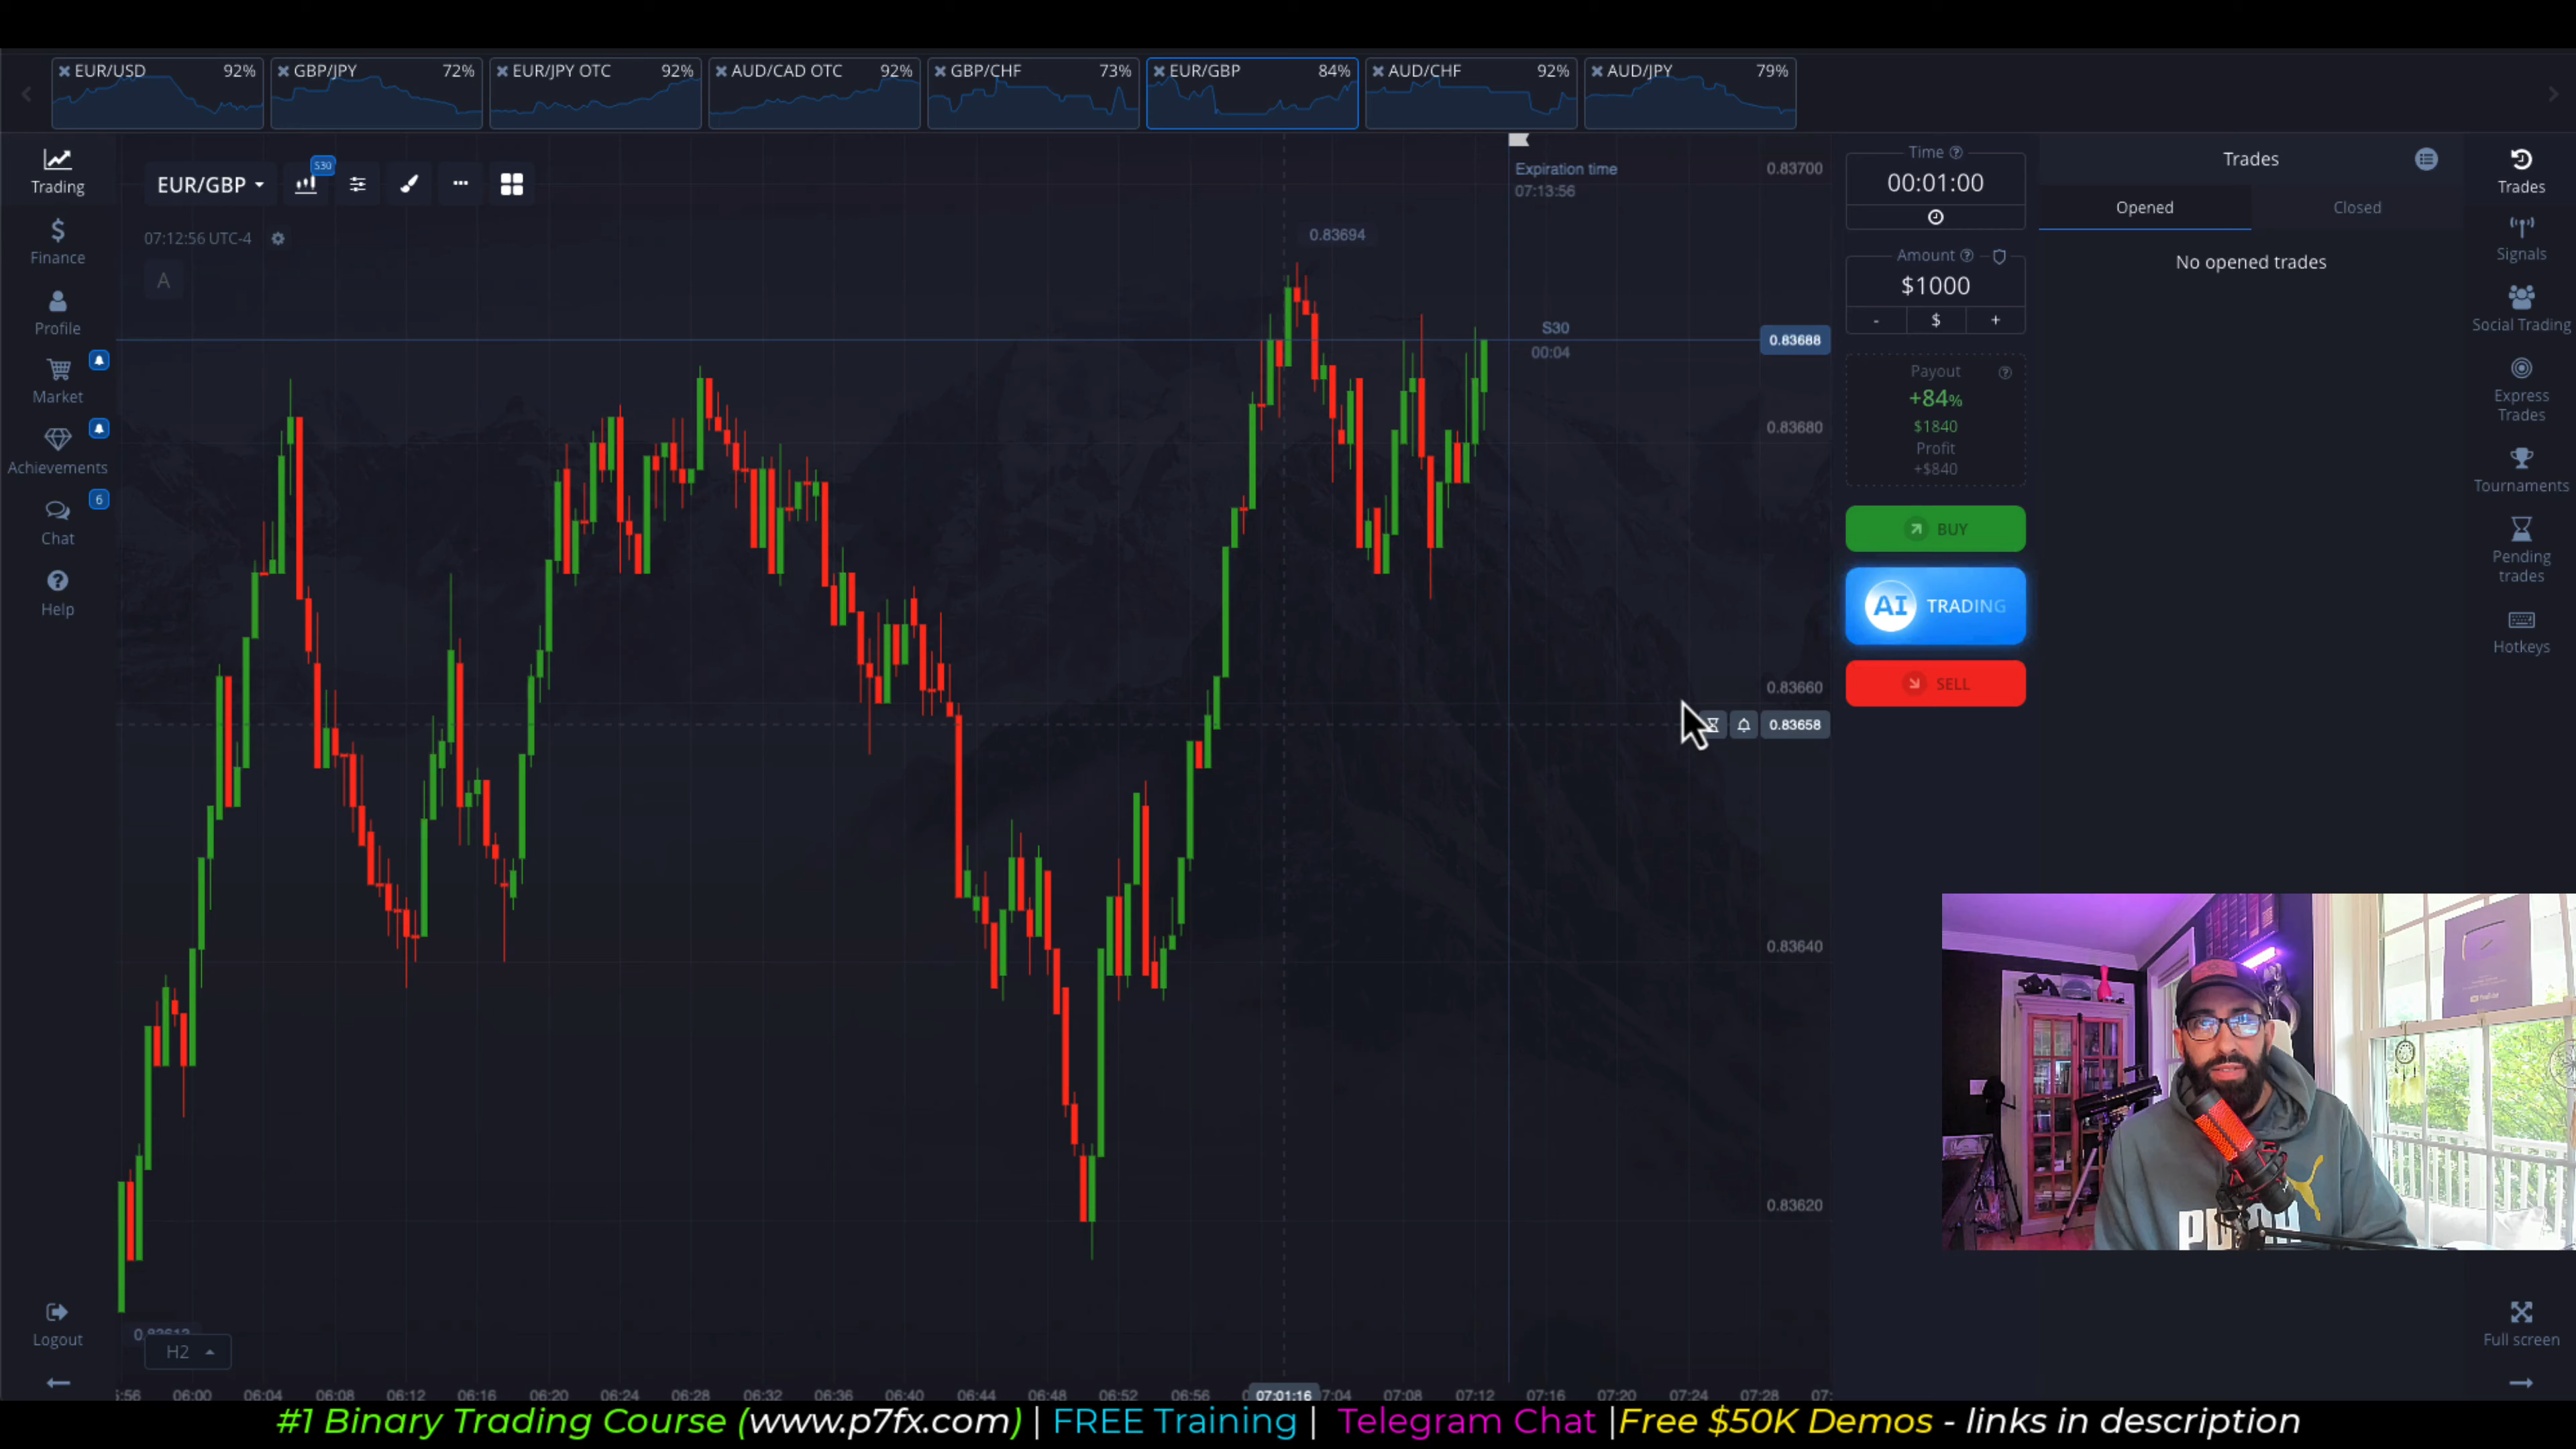 EUR/USD 92%
GBP/JPY 72%
EUR/JPY OTC 92%
AUD/CAD OTC 92%
GBP/CHF 73%
EUR/GBP 84%
AUD/CHF 92%
AUD/JPY 79%
Trading
Finance
Profile
Market
Achievements
6
Chat
Help
Logout
EUR/GBP
S30
07:12:56 UTC-4
A
0.83694
Expiration time
07:13:56
S30
00:04
0.83700
0.83688
0.83680
0.83660
0.83658
0.83640
0.83620
H2
06:00 06:04 06:08 06:12 06:16 06:20 06:24 06:28 06:32 06:36 06:40 06:44 06:48 06:52 06:56 07:01:16 7:04 07:08 07:12 07:16 07:20 07:24 07:28
Time
00:01:00
Amount
$1000
- $ +
Payout
+84%
$1840
Profit
+$840
BUY
AI TRADING
SELL
Trades
Opened Closed
No opened trades
Trades
Signals
Social Trading
Express
Trades
Tournaments
Pending
trades
Hotkeys
Full screen
#1 Binary Trading Course (www.p7fx.com) | FREE Training | Telegram Chat |Free $50K Demos - links in description